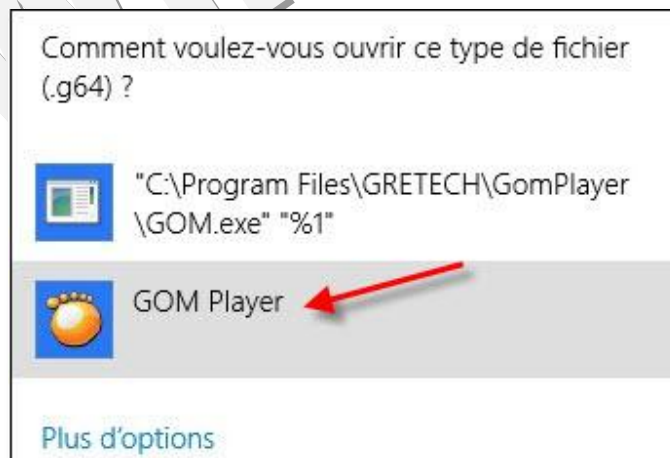 Comment voulez-vous ouvrir ce type de fichier
(.g64) ?
"C:\Program Files\GRETECH\GomPlayer
\GOM.exe" "%1"
GOM Player
Plus d'options